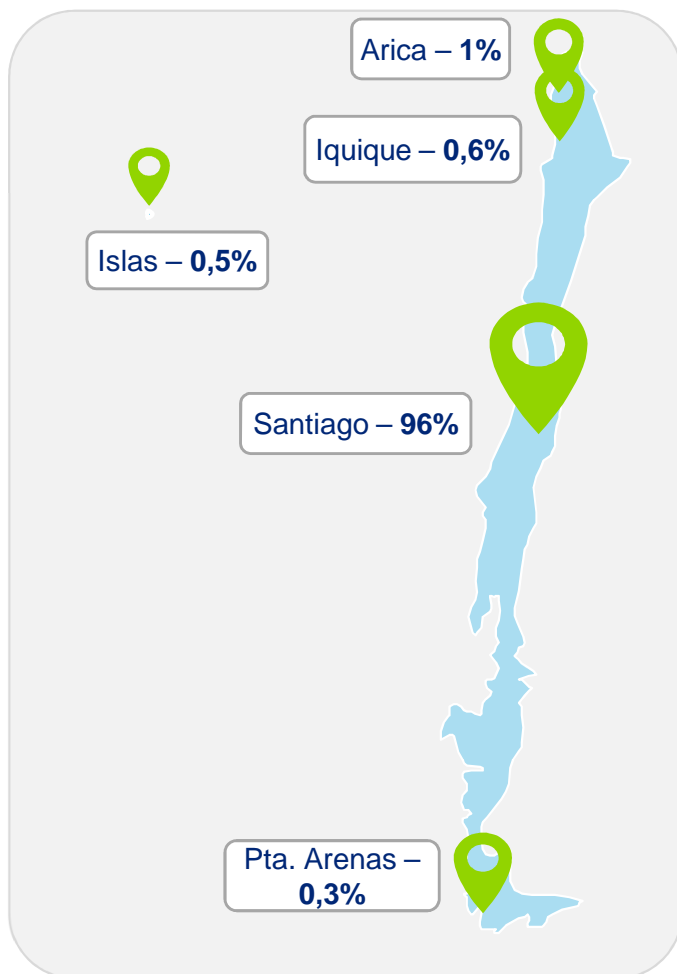 Arica – 1%
Iquique – 0,6%
Islas – 0,5%
Santiago – 96%
Pta. Arenas –
0,3%